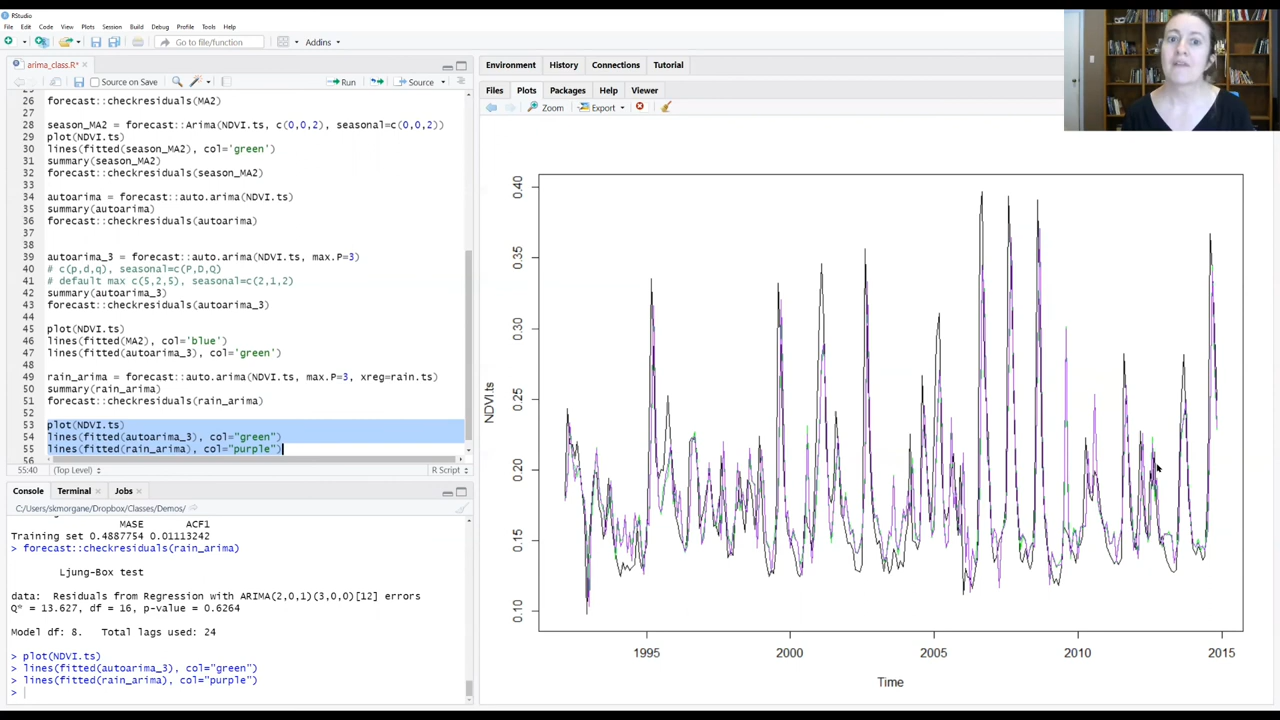 RStudio
File Edit Code View Plots Session Build Debug Profile Tools Help
Go to file/function
Addins
arima_class.R*
Source on Save
Run
Source
25
26 forecast::checkresiduals(MA2)
27
28 season_MA2 = forecast::Arima(NDVI.ts, c(0,0,2), seasonal=c(0,0,2))
29 plot(NDVI.ts)
30 lines(fitted(season_MA2), col='green')
31 summary(season_MA2)
32 forecast::checkresiduals(season_MA2)
33
34 autoarima = forecast::auto.arima(NDVI.ts)
35 summary(autoarima)
36 forecast::checkresiduals(autoarima)
37
38
39 autoarima_3 = forecast::auto.arima(NDVI.ts, max.P=3)
40 # c(p,d,q), seasonal=c(P,D,Q)
41 # default max c(5,2,5), seasonal=c(2,1,2)
42 summary(autoarima_3)
43 forecast::checkresiduals(autoarima_3)
44
45 plot(NDVI.ts)
46 lines(fitted(MA2), col='blue')
47 lines(fitted(autoarima_3), col='green')
48
49 rain_arima = forecast::auto.arima(NDVI.ts, max.P=3, xreg=rain.ts)
50 summary(rain_arima)
51 forecast::checkresiduals(rain_arima)
52
53 plot(NDVI.ts)
54 lines(fitted(autoarima_3), col="green")
55 lines(fitted(rain_arima), col="purple")
56
55:40 (Top Level) R Script
Console Terminal Jobs
C:/Users/skmorgane/Dropbox/Classes/Demos/
MASE ACF1
Training set 0.4887754 0.01113242
> forecast::checkresiduals(rain_arima)
Ljung-Box test
data: Residuals from Regression with ARIMA(2,0,1)(3,0,0)[12] errors
Q* = 13.627, df = 16, p-value = 0.6264
Model df: 8. Total lags used: 24
> plot(NDVI.ts)
> lines(fitted(autoarima_3), col="green")
> lines(fitted(rain_arima), col="purple")
>
Environment History Connections Tutorial
Files Plots Packages Help Viewer
Zoom Export
NDVI.ts
0.40
0.35
0.30
0.25
0.20
0.15
0.10
1995 2000 2005 2010 2015
Time